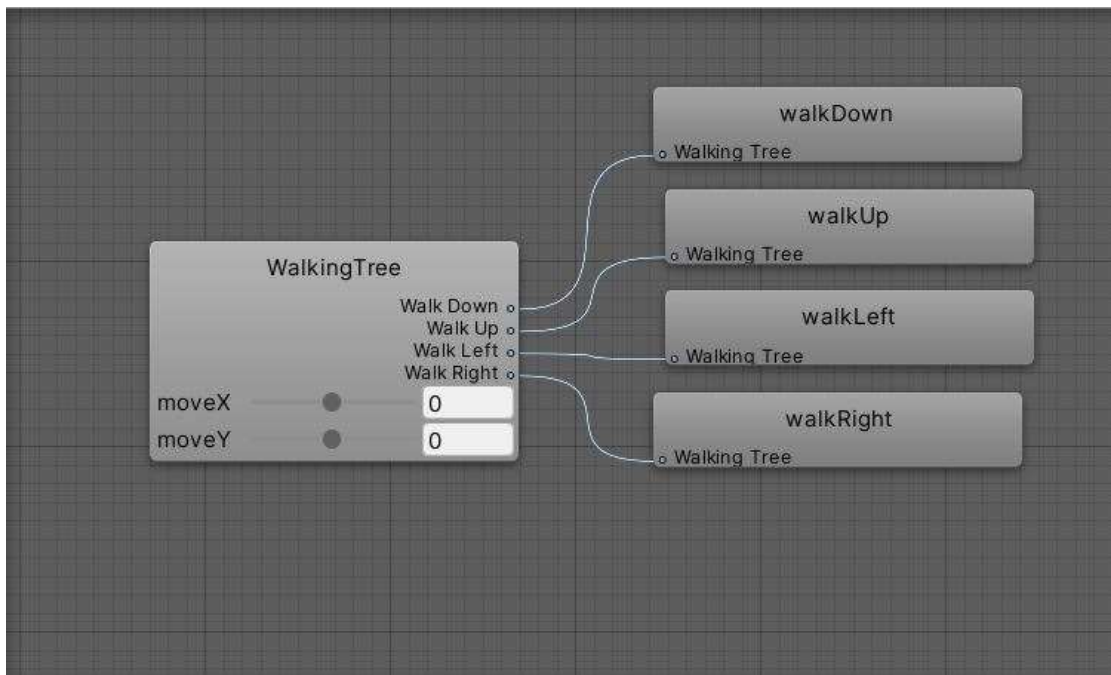 WalkingTree
Walk Down
Walk Up
Walk Left
Walk Right
moveX 0
moveY 0
walkDown
Walking Tree
walkUp
Walking Tree
walkLeft
Walking Tree
walkRight
Walking Tree